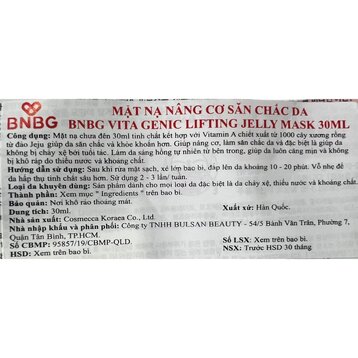 BNBG
MẶT NẠ NÂNG CƠ SĂN CHẮC DA
BNBG VITA GENIC LIFTING JELLY MASK 30ML
Công dụng: Mặt nạ chứa đến 30ml tinh chất kết hợp với Vitamin A chiết xuất từ 1000 cây xương rồng
từ đảo Jeju giúp da săn chắc và khỏe khoắn hơn. Giúp nâng cơ, làm săn chắc da và đặc biệt là giúp da
không bị chảy xệ bởi tuổi tác. Làm da sáng hồng tự nhiên từ bên trong, giúp da luôn căng mịn và không
bị khô ráp do thiếu nước và khoáng chất.
Hướng dẫn sử dụng: Sau khi rửa mặt sạch, xé lớp bao bì, đắp lên da khoảng 10 - 20 phút. Vỗ nhẹ để
da hấp thụ tinh chất sâu hơn. Sử dụng 2 - 3 lần/ tuần.
Loại da khuyên dùng: Sản phẩm dành cho mọi loại da đặc biệt là da chảy xệ, thiếu nước và khoáng chất.
Thành phần: Xem mục " Ingredients " trên bao bì.
Bảo quản: Nơi khô ráo thoáng mát. Xuất xứ: Hàn Quốc.
Dung tích: 30ml.
Nhà sản xuất: Cosmecca Koraea Co., Ltd.
Nhà nhập khẩu và phân phối: Công ty TNHH BULSAN BEAUTY - 54/5 Bành Văn Trân, Phường 7,
Quận Tân Bình, TP.HCM.
Số CBMP: 95857/19/CBMP-QLD. Số LSX: Xem trên bao bì.
HSD: Xem trên bao bì. NSX: Trước HSD 30 tháng.